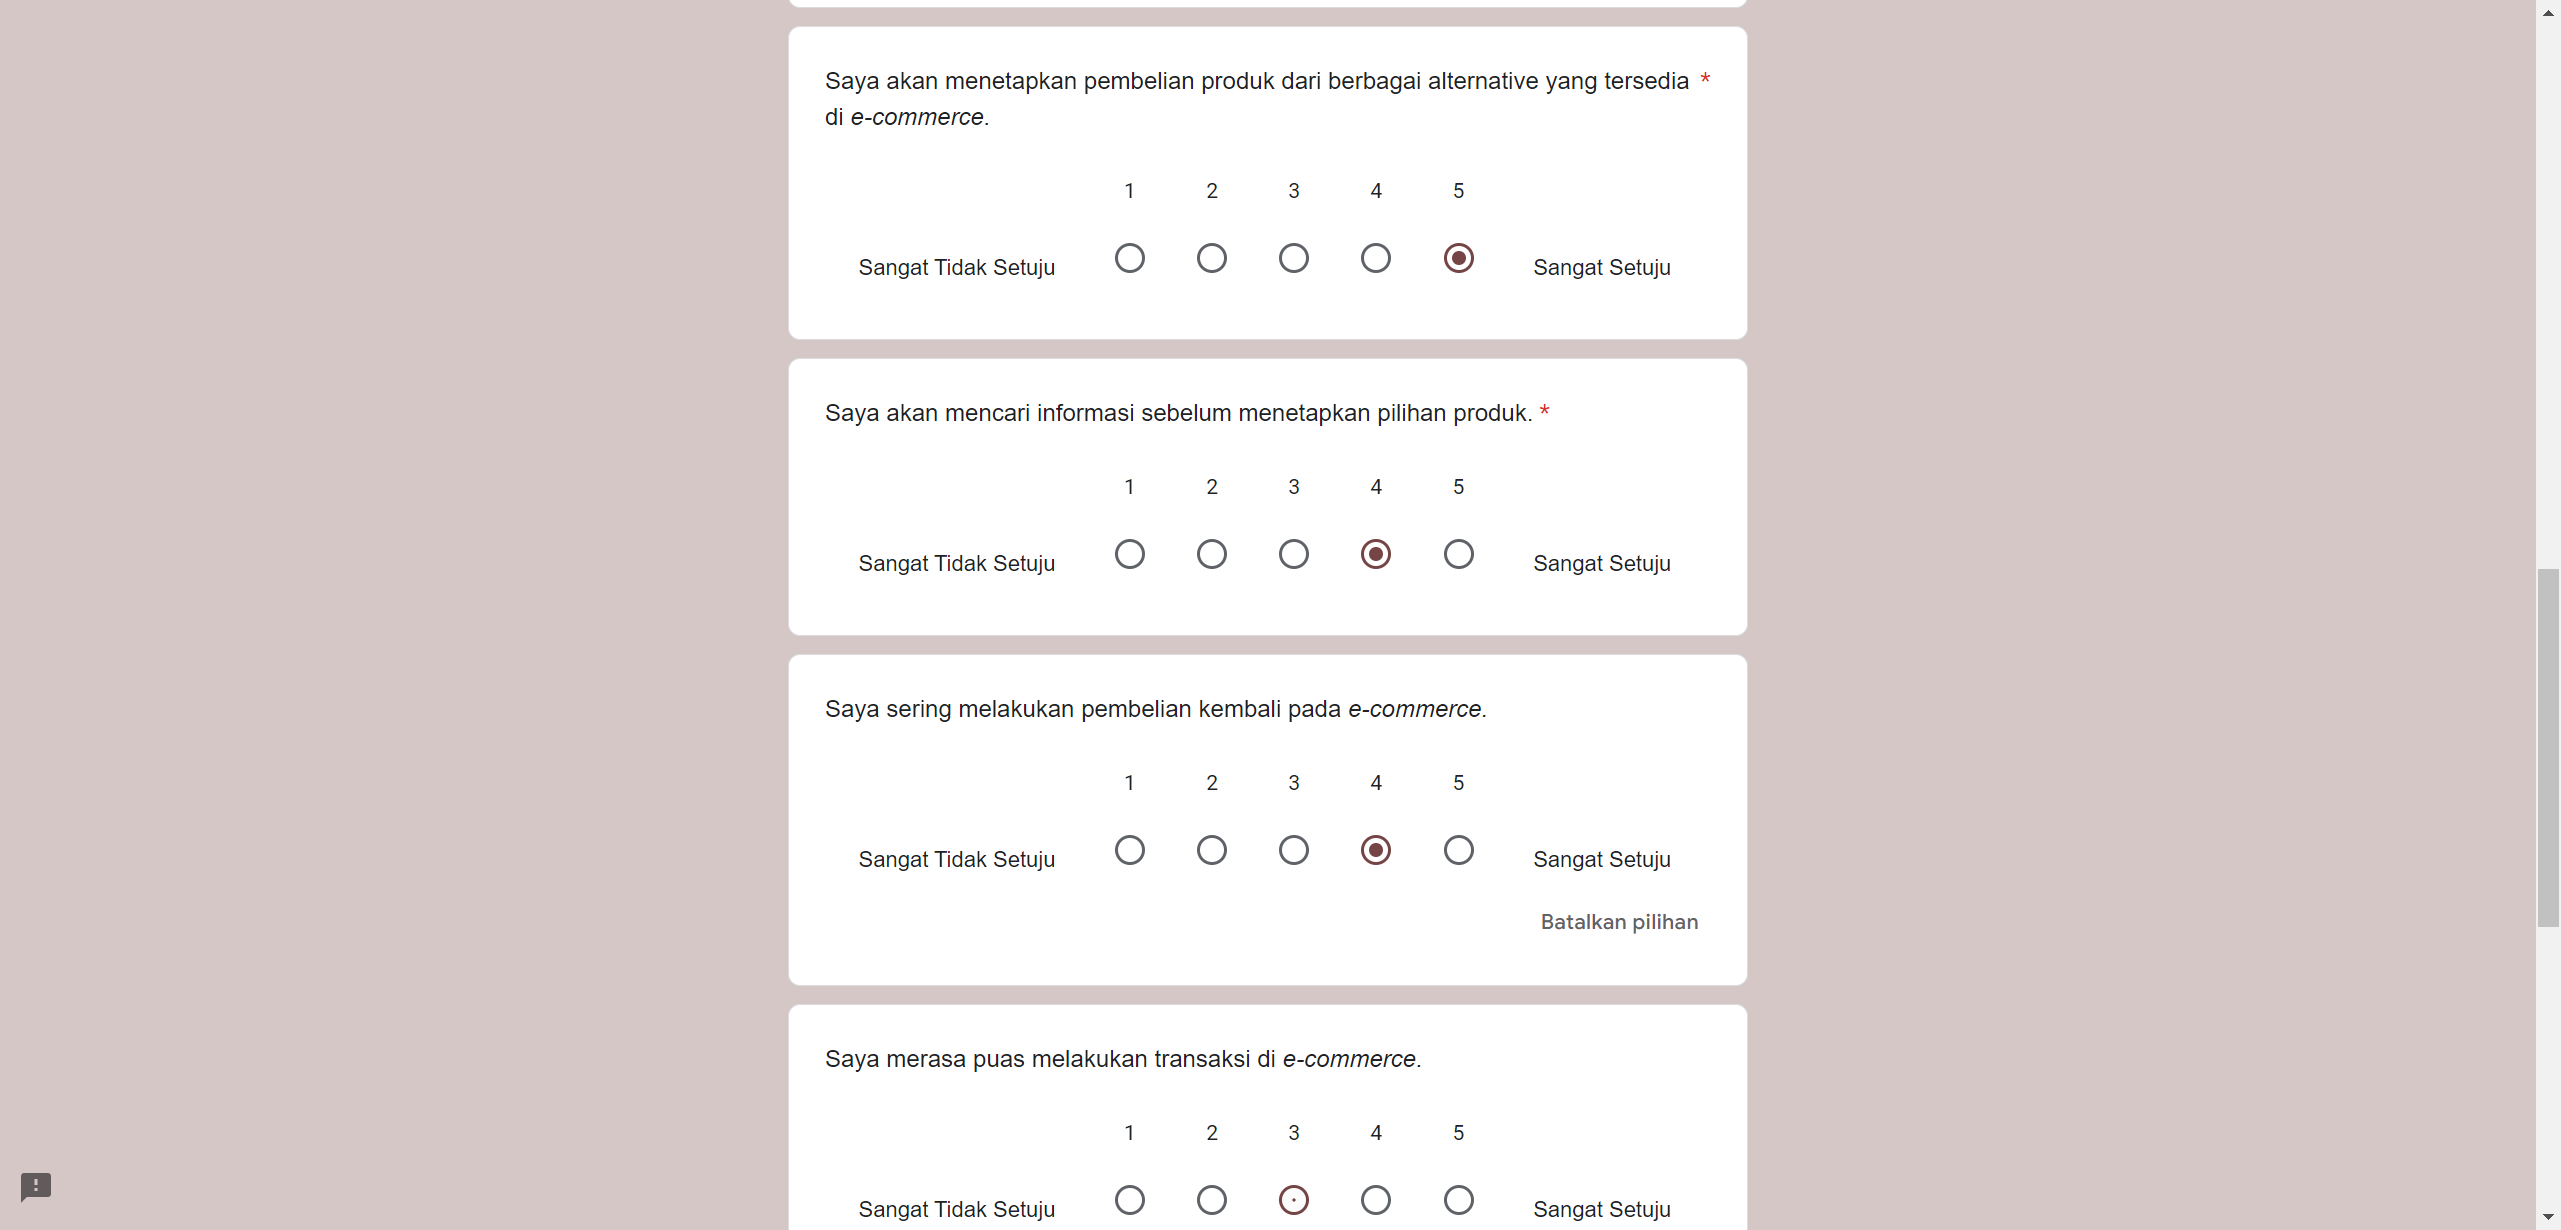 Saya akan menetapkan pembelian produk dari berbagai alternative yang tersedia *
di e-commerce.
1 2 3 4 5
Sangat Tidak Setuju Sangat Setuju
Saya akan mencari informasi sebelum menetapkan pilihan produk. *
1 2 3 4 5
Sangat Tidak Setuju Sangat Setuju
Saya sering melakukan pembelian kembali pada e-commerce.
1 2 3 4 5
Sangat Tidak Setuju Sangat Setuju
Batalkan pilihan
Saya merasa puas melakukan transaksi di e-commerce.
1 2 3 4 5
Sangat Tidak Setuju Sangat Setuju